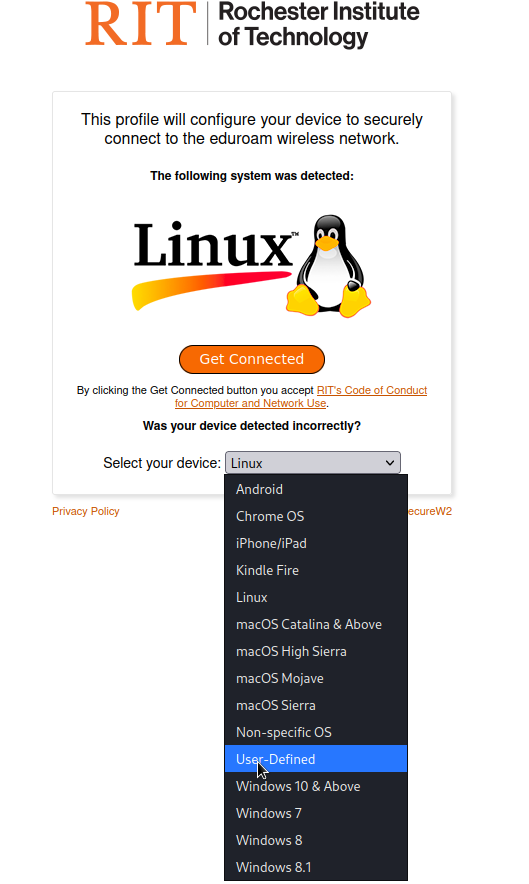 RIT
Rochester Institute
of Technology
This profile will configure your device to securely
connect to the eduroam wireless network.
The following system was detected:
Linux™
Get Connected
By clicking the Get Connected button you accept RIT's Code of Conduct
for Computer and Network Use.
Was your device detected incorrectly?
Select your device: Linux
Privacy Policy
ecureW2
Android
Chrome OS
iPhone/iPad
Kindle Fire
Linux
macOS Catalina & Above
macOS High Sierra
macOS Mojave
macOS Sierra
Non-specific OS
User-Defined
Windows 10 & Above
Windows 7
Windows 8
Windows 8.1